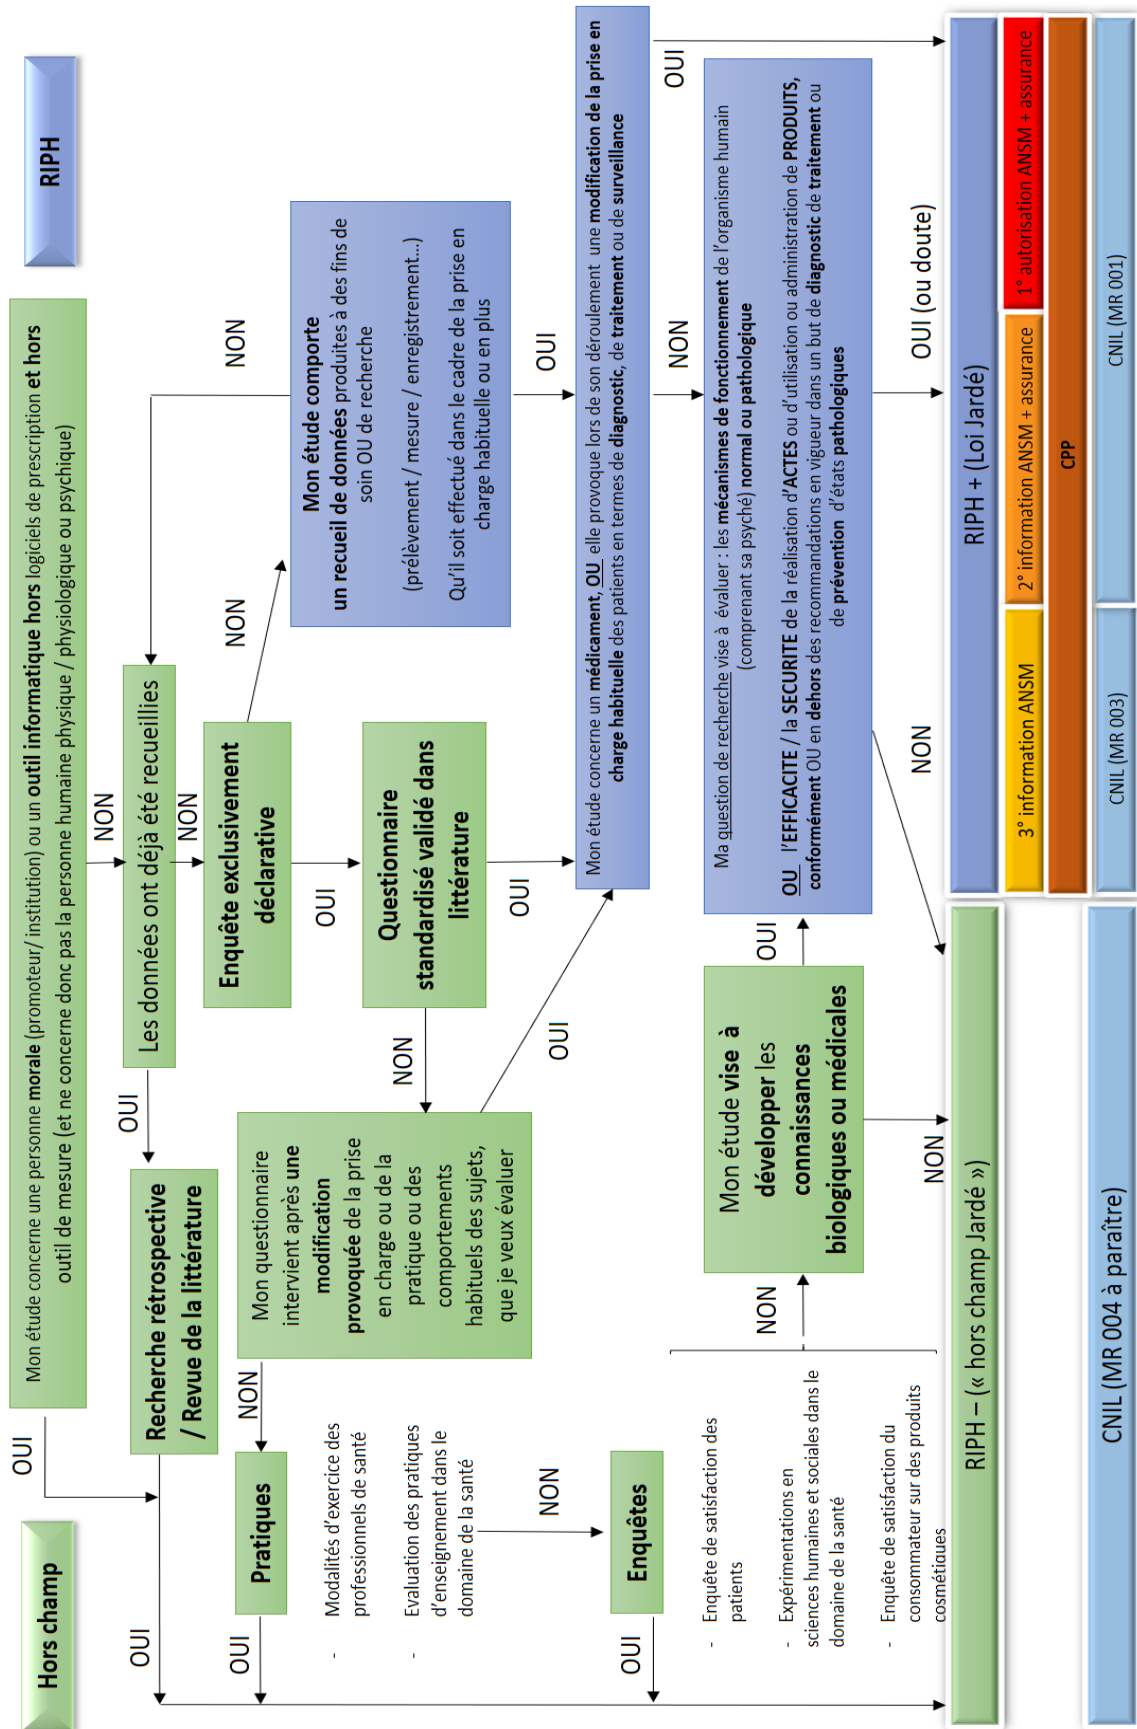 Hors champ
RIPH
Mon étude concerne une personne morale (promoteur/ institution) ou un outil informatique hors logiciels de prescription et hors
outil de mesure (et ne concerne donc pas la personne humaine physique / physiologique ou psychique)
OUI
NON
Les données ont déjà été recueillies
OUI
NON
Recherche rétrospective
/ Revue de la littérature
OUI
Enquête exclusivement
déclarative
NON
OUI
Mon étude comporte
un recueil de données produites à des fins de
soin OU de recherche
(prélèvement / mesure / enregistrement...)
Qu'il soit effectué dans le cadre de la prise en
charge habituelle ou en plus
NON
OUI
Questionnaire
standardisé validé dans
littérature
NON
OUI
Mon questionnaire
intervient après une
modification
provoquée de la prise
en charge ou de la
pratique ou des
comportements
habituels des sujets,
que je veux évaluer
NON
OUI
Pratiques
OUI
- Modalités d'exercice des
professionnels de santé
- Evaluation des pratiques
d'enseignement dans le
domaine de la santé
NON
Enquêtes
OUI
- Enquête de satisfaction des
patients
- Expérimentations en
sciences humaines et sociales dans le
domaine de la santé
- Enquête de satisfaction du
consommateur sur des produits
cosmétiques
NON
Mon étude vise à
développer les
connaissances
biologiques ou médicales
OUI
NON
Mon étude concerne un médicament, OU elle provoque lors de son déroulement une modification de la prise en
charge habituelle des patients en termes de diagnostic, de traitement ou de surveillance
OUI
NON
Ma question de recherche vise à évaluer : les mécanismes de fonctionnement de l'organisme humain
(comprenant sa psyché) normal ou pathologique
OU l'EFFICACITE / la SECURITE de la réalisation d'ACTES ou d'utilisation ou administration de PRODUITS,
conformément OU en dehors des recommandations en vigueur dans un but de diagnostic de traitement ou
de prévention d'états pathologiques
NON
OUI (ou doute)
RIPH – (« hors champ Jardé »)
RIPH + (Loi Jardé)
3° information ANSM
2° information ANSM + assurance
1° autorisation ANSM + assurance
CPP
CNIL (MR 004 à paraître)
CNIL (MR 003)
CNIL (MR 001)